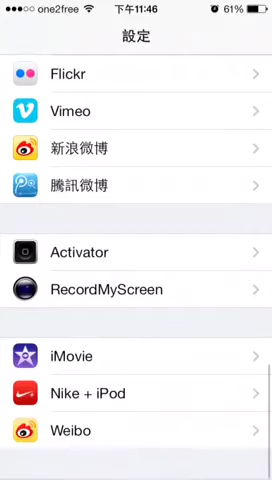 one2free 下午11:46 61%
設定
Flickr
Vimeo
新浪微博
騰訊微博
Activator
RecordMyScreen
iMovie
Nike + iPod
Weibo